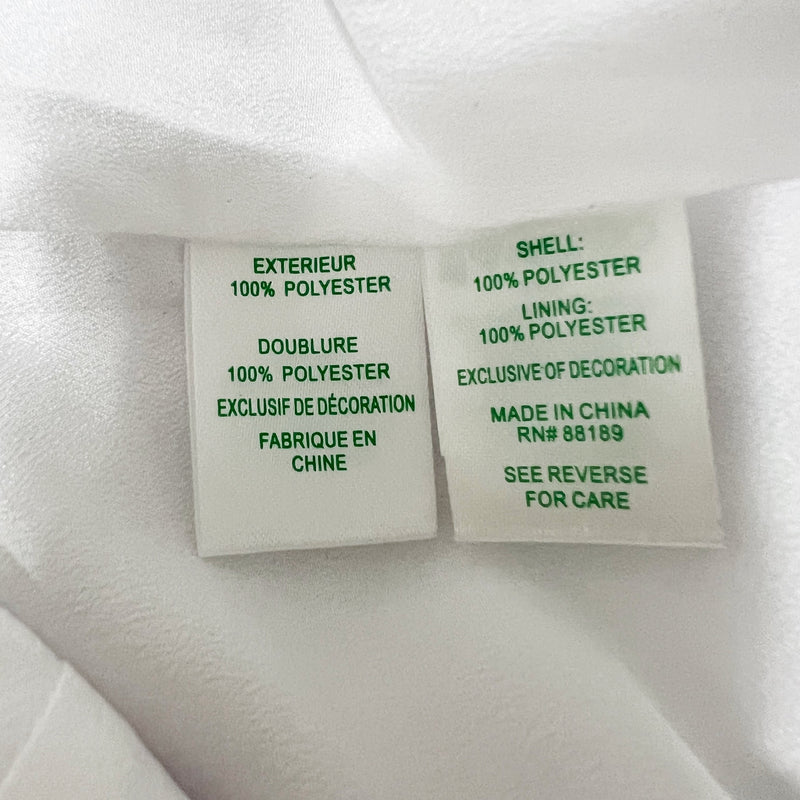 EXTERIEUR
100% POLYESTER
DOUBLURE
100% POLYESTER
EXCLUSIF DE DÉCORATION
FABRIQUE EN
CHINE
SHELL:
100% POLYESTER
LINING:
100% POLYESTER
EXCLUSIVE OF DECORATION
MADE IN CHINA
RN# 88189
SEE REVERSE
FOR CARE